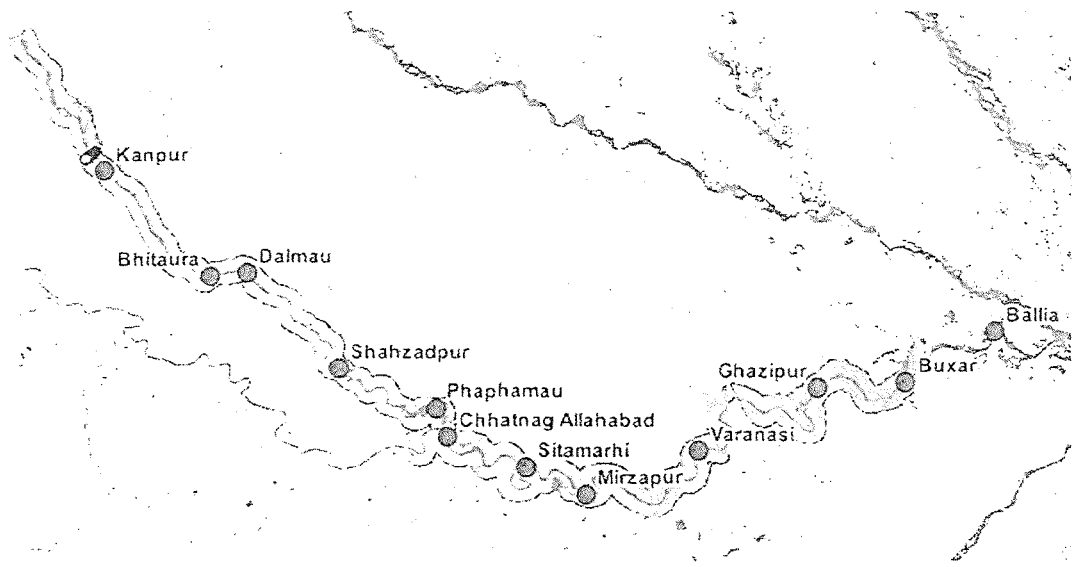 Kanpur
Bhitaura
Dalmau
Shahzadpur
Phaphamau
Chhatnag Allahabad
Sitamarhi
Mirzapur
Varanasi
Ghazipur
Buxar
Ballia